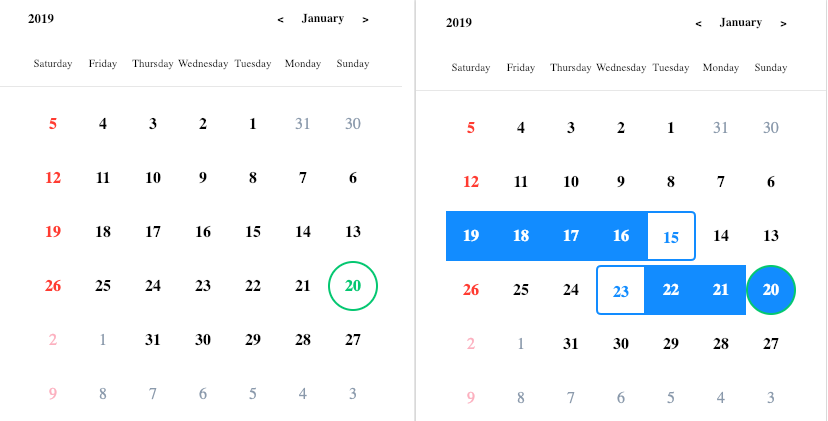 2019 < January >
Saturday Friday Thursday Wednesday Tuesday Monday Sunday
5 4 3 2 1 31 30
12 11 10 9 8 7 6
19 18 17 16 15 14 13
26 25 24 23 22 21 20
2 1 31 30 29 28 27
9 8 7 6 5 4 3
2019 < January >
Saturday Friday Thursday Wednesday Tuesday Monday Sunday
5 4 3 2 1 31 30
12 11 10 9 8 7 6
19 18 17 16 15 14 13
26 25 24 23 22 21 20
2 1 31 30 29 28 27
9 8 7 6 5 4 3